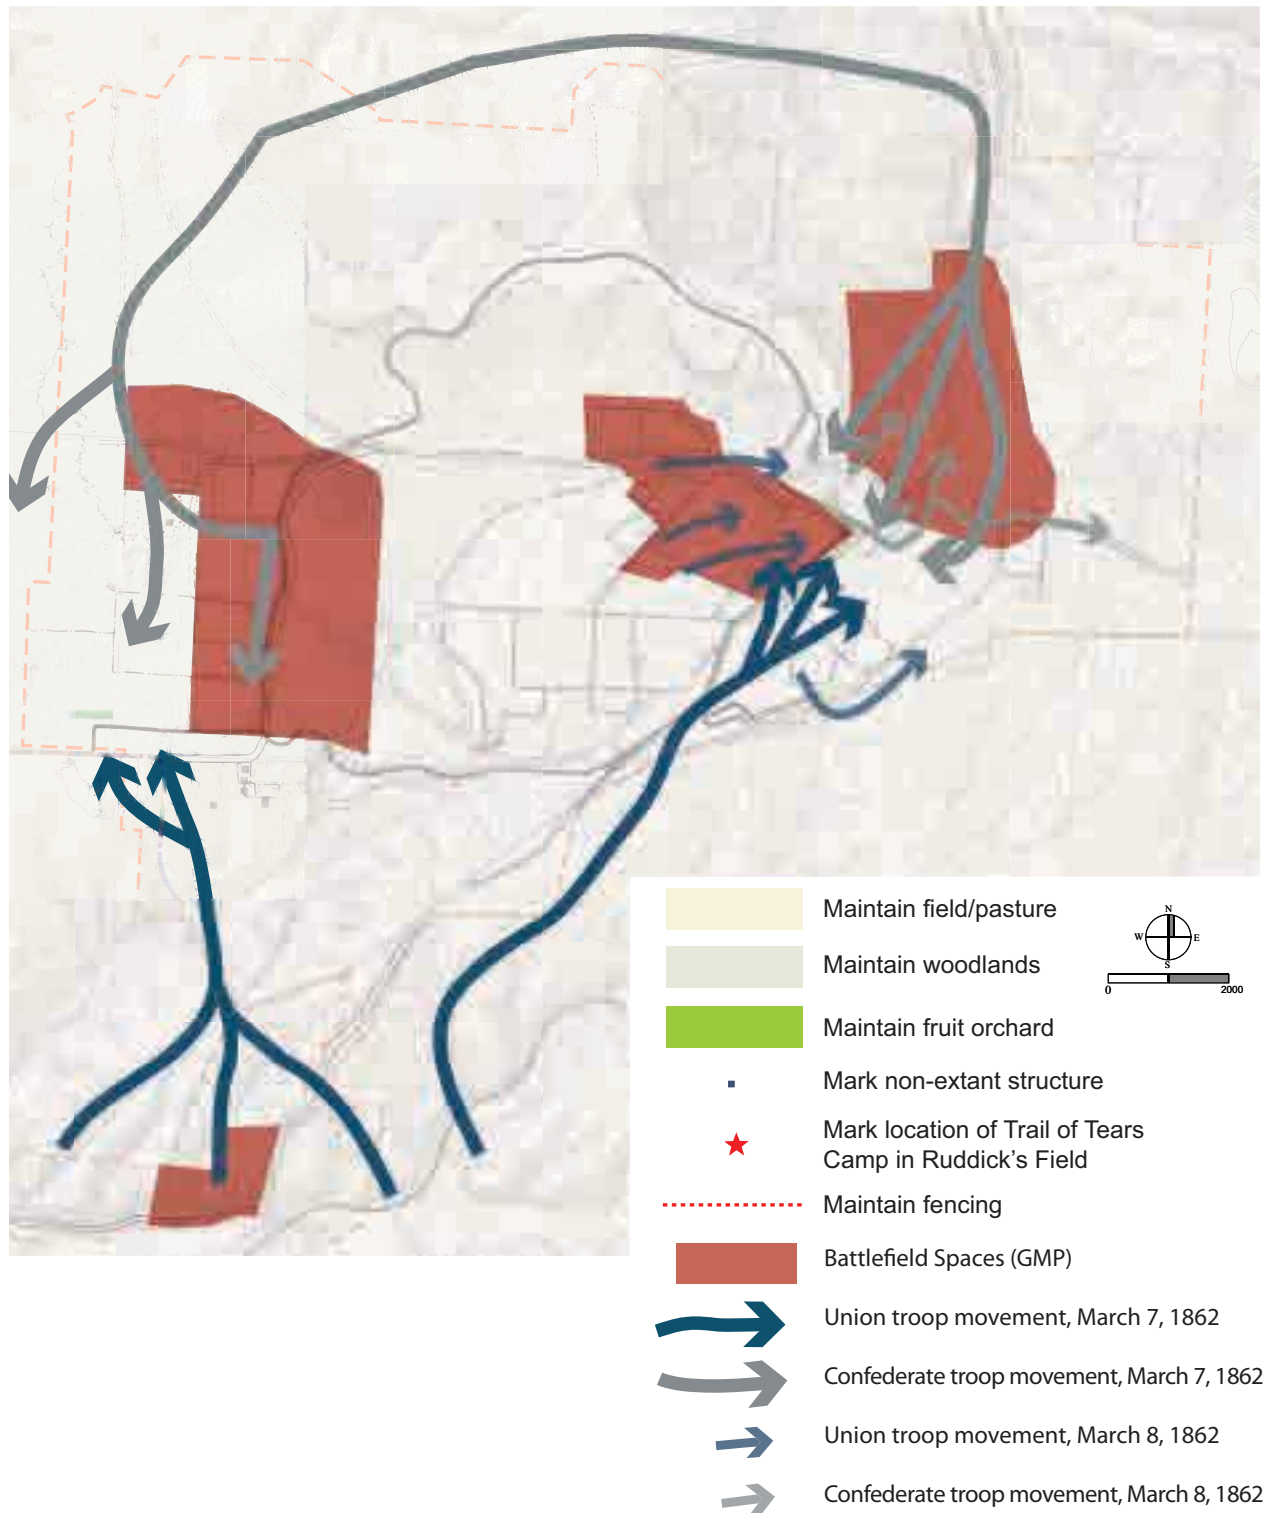 Maintain field/pasture
Maintain woodlands
Maintain fruit orchard
Mark non-extant structure
Mark location of Trail of Tears
Camp in Ruddick's Field
Maintain fencing
Battlefield Spaces (GMP)
Union troop movement, March 7, 1862
Confederate troop movement, March 7, 1862
Union troop movement, March 8, 1862
Confederate troop movement, March 8, 1862
N
W E
S
0 2000